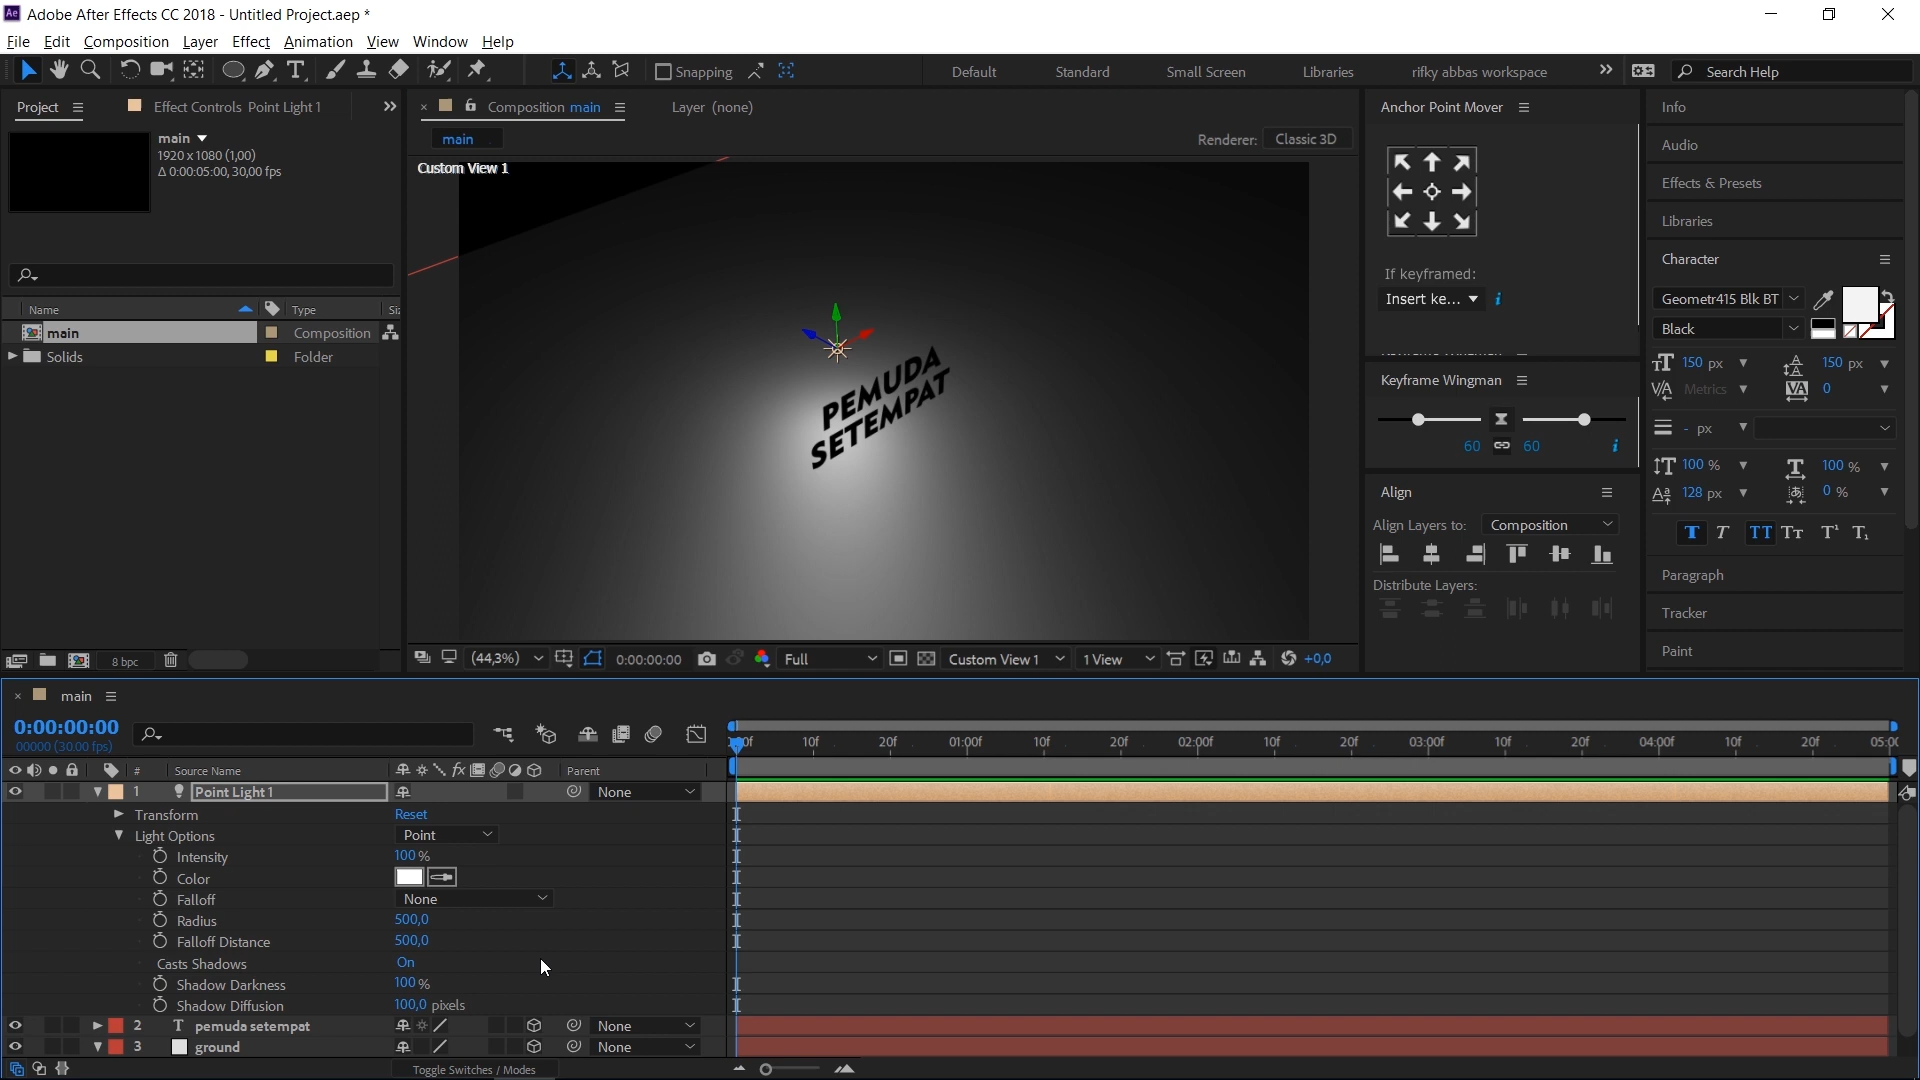 Ae Adobe After Effects CC 2018 - Untitled Project.aep *
File Edit Composition Layer Effect Animation View Window Help
Snapping Default Standard Small Screen Libraries rifky abbas workspace Search Help
Project Effect Controls Point Light 1
Composition main Layer (none)
main
1920 x 1080 (1,00)
Δ 0:00:05:00, 30,00 fps
Name Type Siz
main Composition
Solids Folder
8 bpc
main
Renderer: Classic 3D
Custom View 1
PEMUDA
SETEMPAT
(44,3%) 0:00:00:00 Full Custom View 1 1 View +0,0
Anchor Point Mover
If keyframed:
Insert ke...
Keyframe Wingman
60 60
Align
Align Layers to: Composition
Distribute Layers:
Info
Audio
Effects & Presets
Libraries
Character
Geometr415 Blk BT
Black
150 px 150 px
Metrics 0
- px
100 % 100 %
128 px 0 %
T T TT Tт T¹ T₁
Paragraph
Tracker
Paint
main
0:00:00:00
00000 (30.00 fps)
:00f 10f 20f 01:00f 10f 20f 02:00f 10f 20f 03:00f 10f 20f 04:00f 10f 20f 05:00
# Source Name fx Parent
1 Point Light 1 None
Transform Reset
Light Options Point
Intensity 100 %
Color
Falloff None
Radius 500,0
Falloff Distance 500,0
Casts Shadows On
Shadow Darkness 100 %
Shadow Diffusion 100,0 pixels
2 T pemuda setempat None
3 ground None
Toggle Switches / Modes